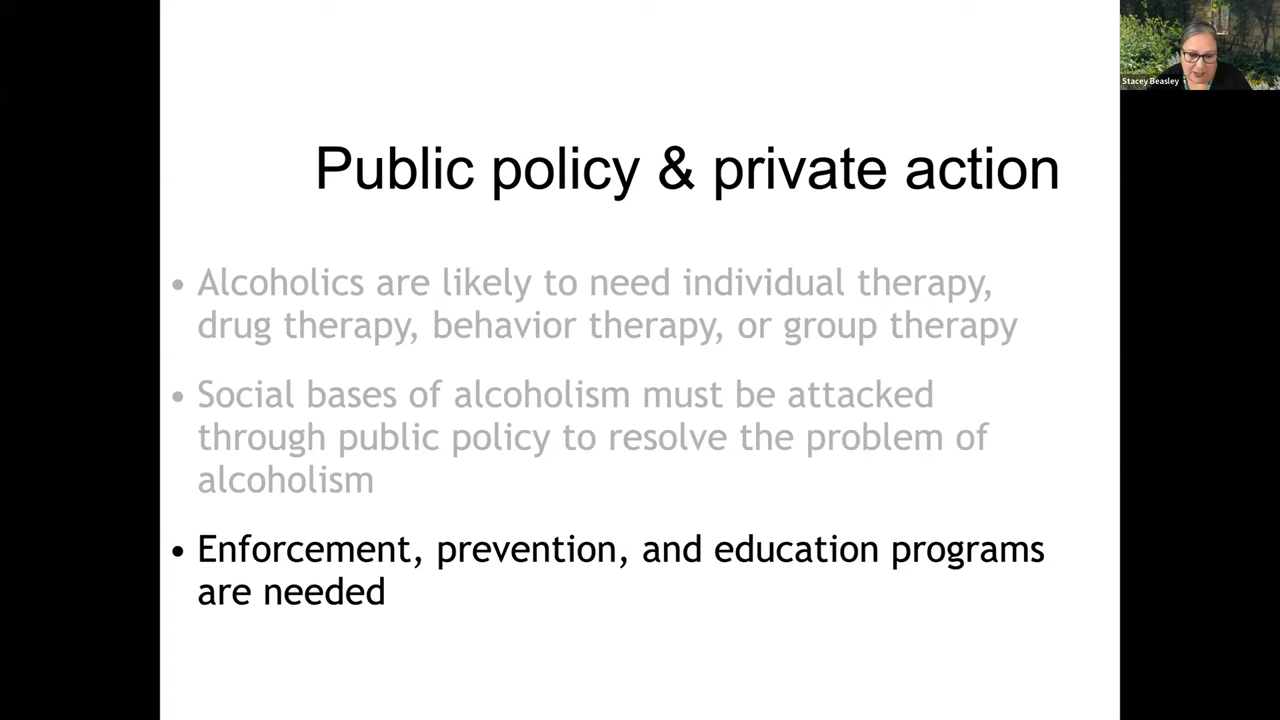 Stacey Beasley
Public policy & private action
• Alcoholics are likely to need individual therapy,
drug therapy, behavior therapy, or group therapy
• Social bases of alcoholism must be attacked
through public policy to resolve the problem of
alcoholism
• Enforcement, prevention, and education programs
are needed